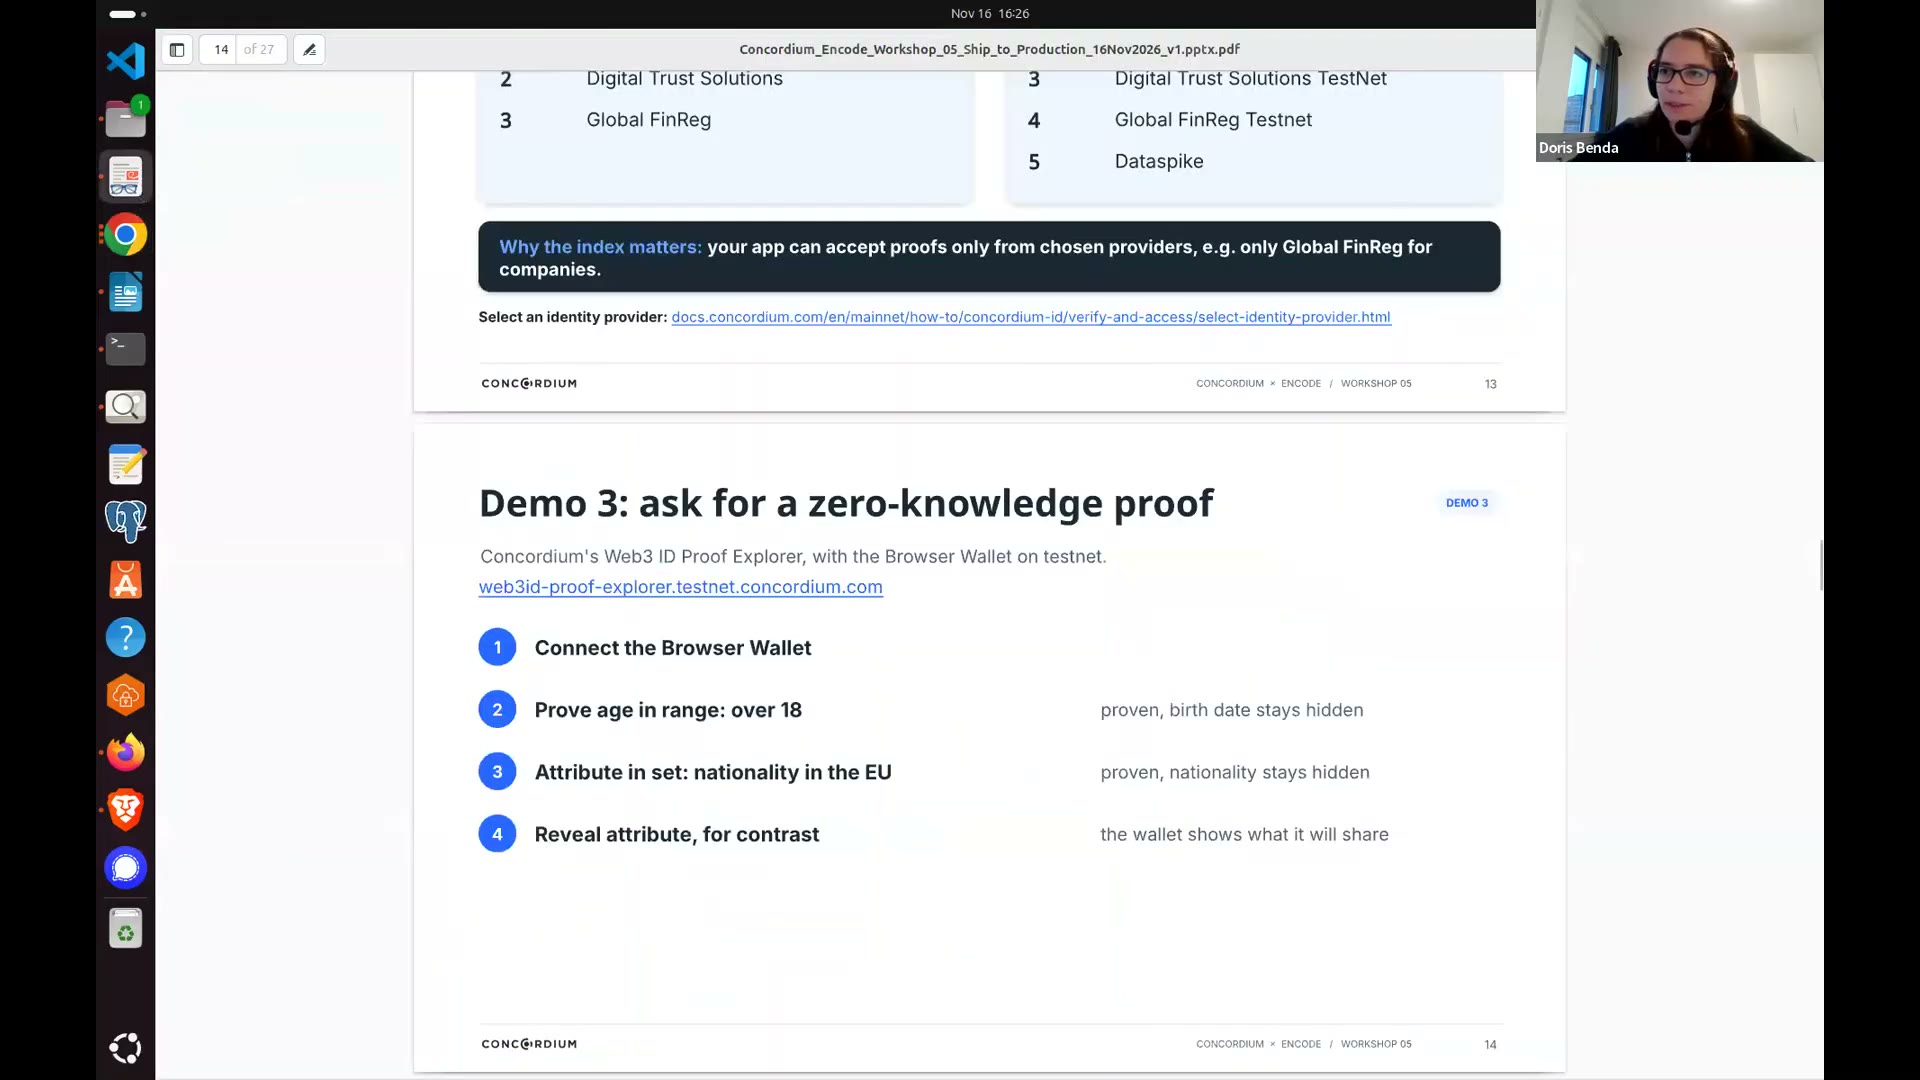 Nov 16 16:26
14 of 27
Concordium_Encode_Workshop_05_Ship_to_Production_16Nov2026_v1.pptx.pdf
1
Doris Benda
2 Digital Trust Solutions
3 Global FinReg
3 Digital Trust Solutions TestNet
4 Global FinReg Testnet
5 Dataspike
Why the index matters: your app can accept proofs only from chosen providers, e.g. only Global FinReg for
companies.
Select an identity provider: docs.concordium.com/en/mainnet/how-to/concordium-id/verify-and-access/select-identity-provider.html
CONCORDIUM
CONCORDIUM × ENCODE / WORKSHOP 05 13
Demo 3: ask for a zero-knowledge proof
DEMO 3
Concordium's Web3 ID Proof Explorer, with the Browser Wallet on testnet.
web3id-proof-explorer.testnet.concordium.com
1 Connect the Browser Wallet
2 Prove age in range: over 18 proven, birth date stays hidden
3 Attribute in set: nationality in the EU proven, nationality stays hidden
4 Reveal attribute, for contrast the wallet shows what it will share
CONCORDIUM
CONCORDIUM × ENCODE / WORKSHOP 05 14